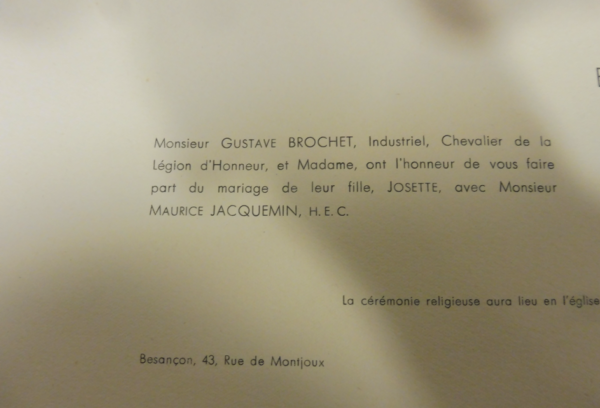 Monsieur GUSTAVE BROCHET, Industriel, Chevalier de la
Légion d'Honneur, et Madame, ont l'honneur de vous faire
part du mariage de leur fille, JOSETTE, avec Monsieur
MAURICE JACQUEMIN, H. E. C.
La cérémonie religieuse aura lieu en l'église
Besançon, 43, Rue de Montjoux